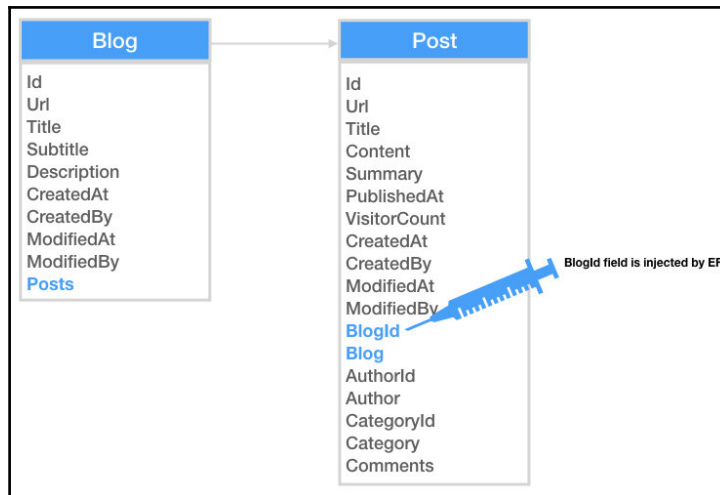 Blog
Id
Url
Title
Subtitle
Description
CreatedAt
CreatedBy
ModifiedAt
ModifiedBy
Posts
Post
Id
Url
Title
Content
Summary
PublishedAt
VisitorCount
CreatedAt
CreatedBy
ModifiedAt
ModifiedBy
BlogId
Blog
AuthorId
Author
CategoryId
Category
Comments
BlogId field is injected by EF